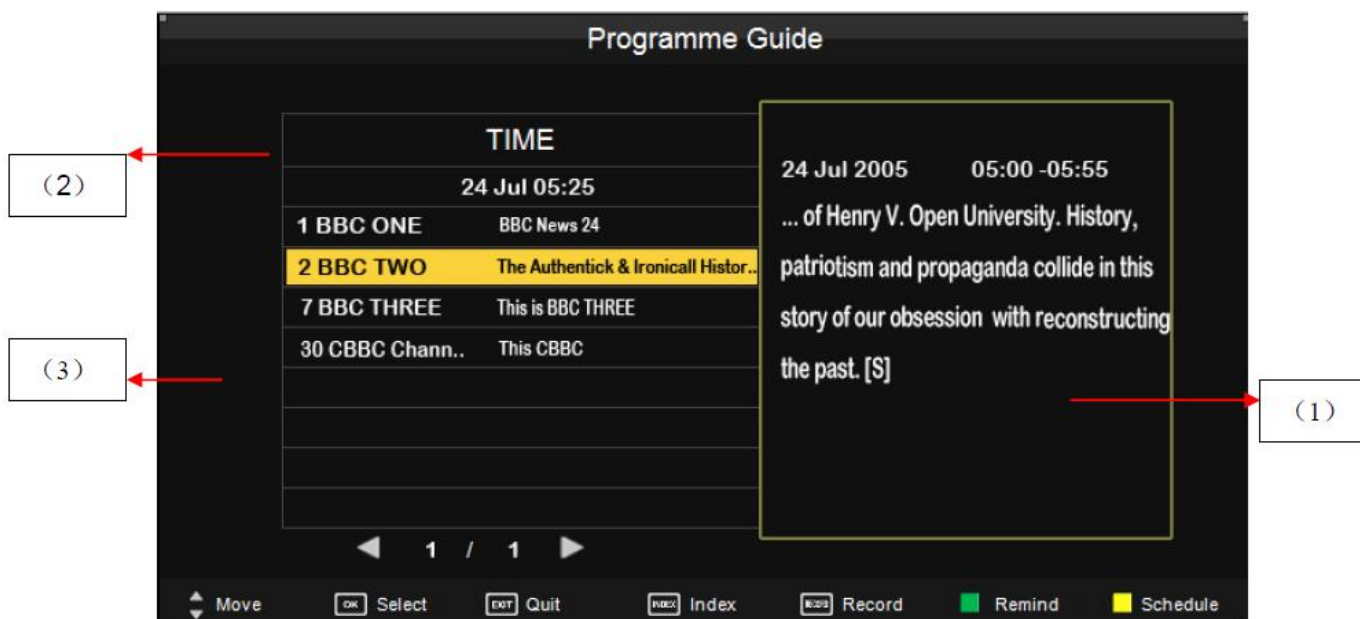 Programme Guide
TIME
24 Jul 05:25
1 BBC ONE BBC News 24
2 BBC TWO The Authentick & Ironicall Histor..
7 BBC THREE This is BBC THREE
30 CBBC Chann.. This CBBC
1 / 1
24 Jul 2005 05:00 -05:55
... of Henry V. Open University. History,
patriotism and propaganda collide in this
story of our obsession with reconstructing
the past. [S]
(2)
(3)
(1)
Move OK Select EXIT Quit INDEX Index RECORD Record Remind Schedule